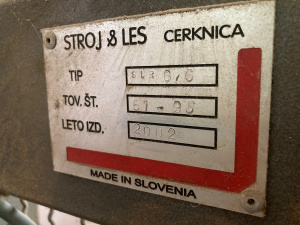 STROJ & LES CERKNICA
TIP SLR 6/6
TOV. ŠT. 61-96
LETO IZD. 2002
MADE IN SLOVENIA